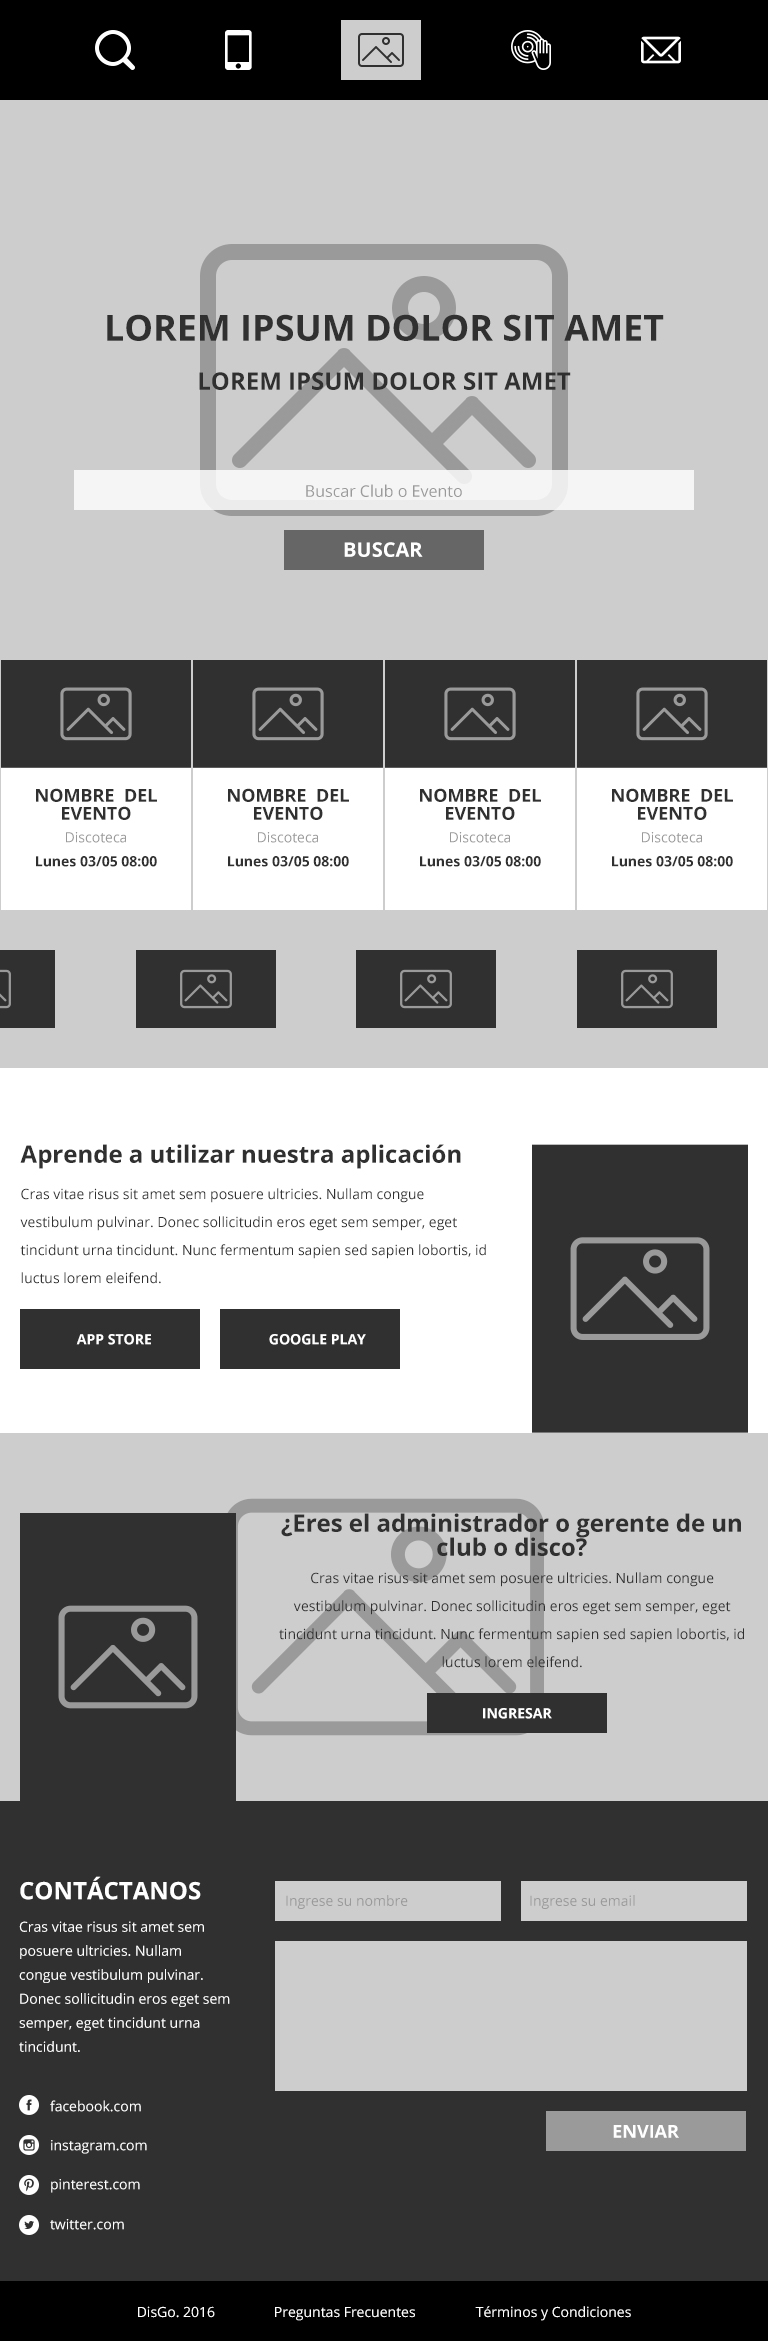 LOREM IPSUM DOLOR SIT AMET
LOREM IPSUM DOLOR SIT AMET
Buscar Club o Evento
BUSCAR
NOMBRE DEL
EVENTO
Discoteca
Lunes 03/05 08:00
NOMBRE DEL
EVENTO
Discoteca
Lunes 03/05 08:00
NOMBRE DEL
EVENTO
Discoteca
Lunes 03/05 08:00
NOMBRE DEL
EVENTO
Discoteca
Lunes 03/05 08:00
Aprende a utilizar nuestra aplicación
Cras vitae risus sit amet sem posuere ultricies. Nullam congue
vestibulum pulvinar. Donec sollicitudin eros eget sem semper, eget
tincidunt urna tincidunt. Nunc fermentum sapien sed sapien lobortis, id
luctus lorem eleifend.
APP STORE
GOOGLE PLAY
¿Eres el administrador o gerente de un
club o disco?
Cras vitae risus sit amet sem posuere ultricies. Nullam congue
vestibulum pulvinar. Donec sollicitudin eros eget sem semper, eget
tincidunt urna tincidunt. Nunc fermentum sapien sed sapien lobortis, id
luctus lorem eleifend.
INGRESAR
CONTÁCTANOS
Cras vitae risus sit amet sem
posuere ultricies. Nullam
congue vestibulum pulvinar.
Donec sollicitudin eros eget sem
semper, eget tincidunt urna
tincidunt.
facebook.com
instagram.com
pinterest.com
twitter.com
Ingrese su nombre
Ingrese su email
ENVIAR
DisGo. 2016
Preguntas Frecuentes
Términos y Condiciones